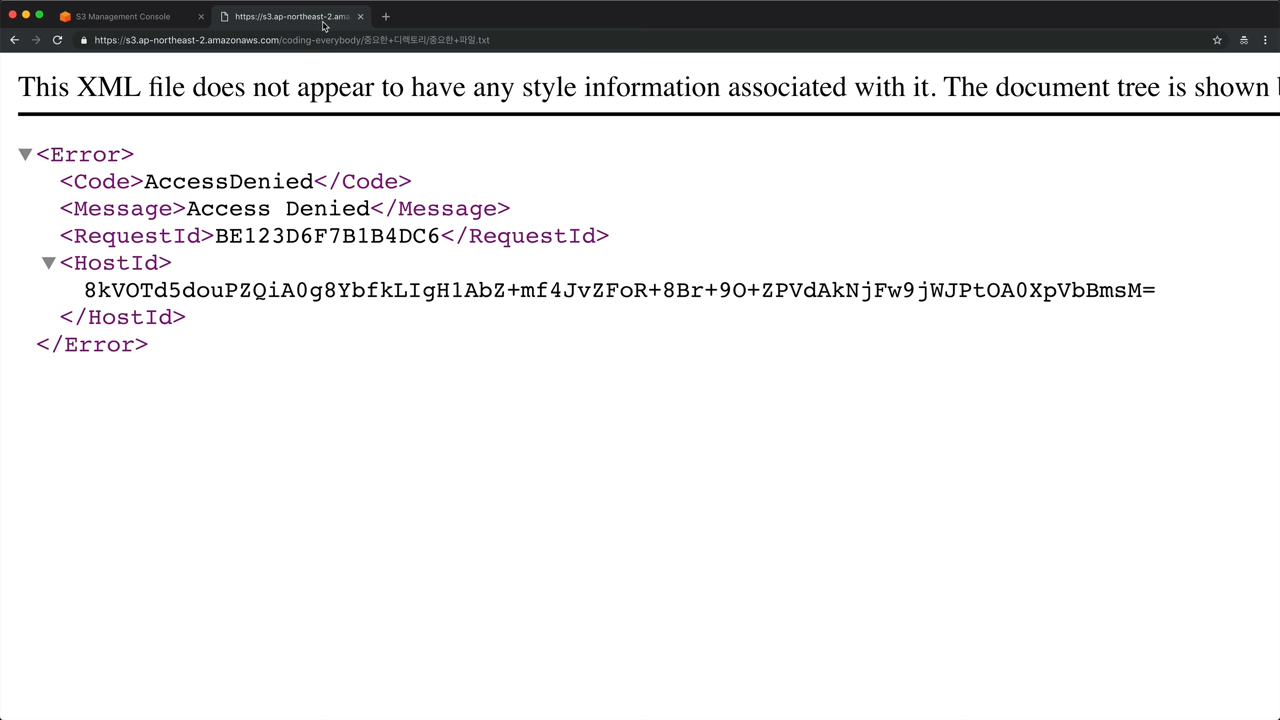 S3 Management Console
https://s3.ap-northeast-2.ama
https://s3.ap-northeast-2.amazonaws.com/coding-everybody/중요한+디렉토리/중요한+파일.txt
This XML file does not appear to have any style information associated with it. The document tree is shown
<Error>
<Code>AccessDenied</Code>
<Message>Access Denied</Message>
<RequestId>BE123D6F7B1B4DC6</RequestId>
<HostId>
8kVOTd5douPZQiA0g8YbfkLIgH1AbZ+mf4JvZFoR+8Br+9O+ZPVdAkNjFw9jWJPtOA0XpVbBmsM=
</HostId>
</Error>